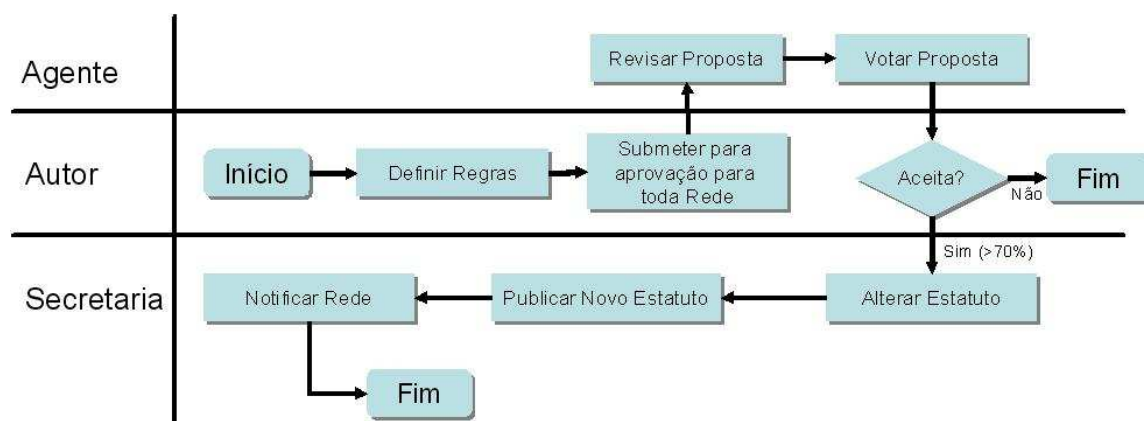 Agente
Revisar Proposta
Votar Proposta
Autor
Início
Definir Regras
Submeter para
aprovação para
toda Rede
Aceita?
Não
Fim
Sim (>70%)
Secretaria
Notificar Rede
Publicar Novo Estatuto
Alterar Estatuto
Fim